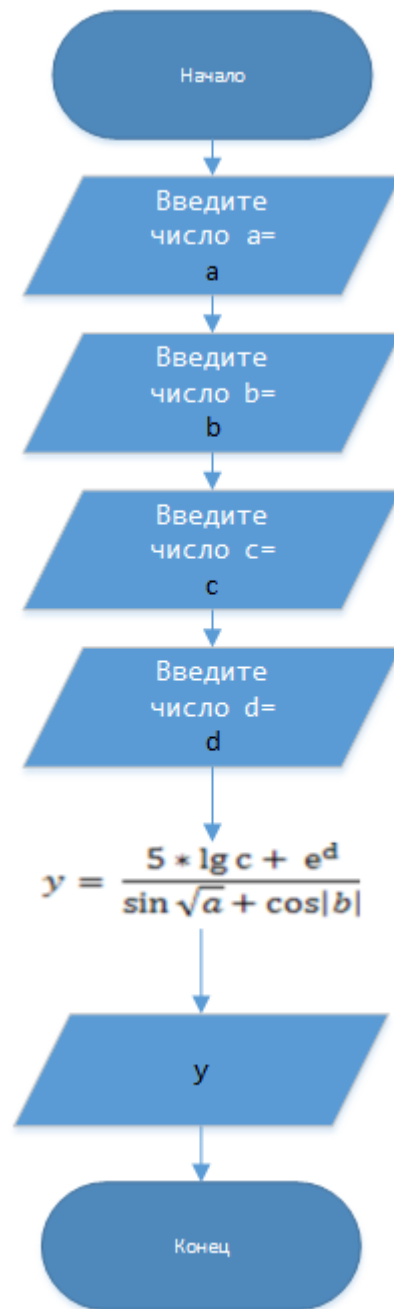 Начало
Введите
число a=
a
Введите
число b=
b
Введите
число c=
c
Введите
число d=
d
y = (5 * lg c + e^d) / (sin √a + cos|b|)
y
Конец